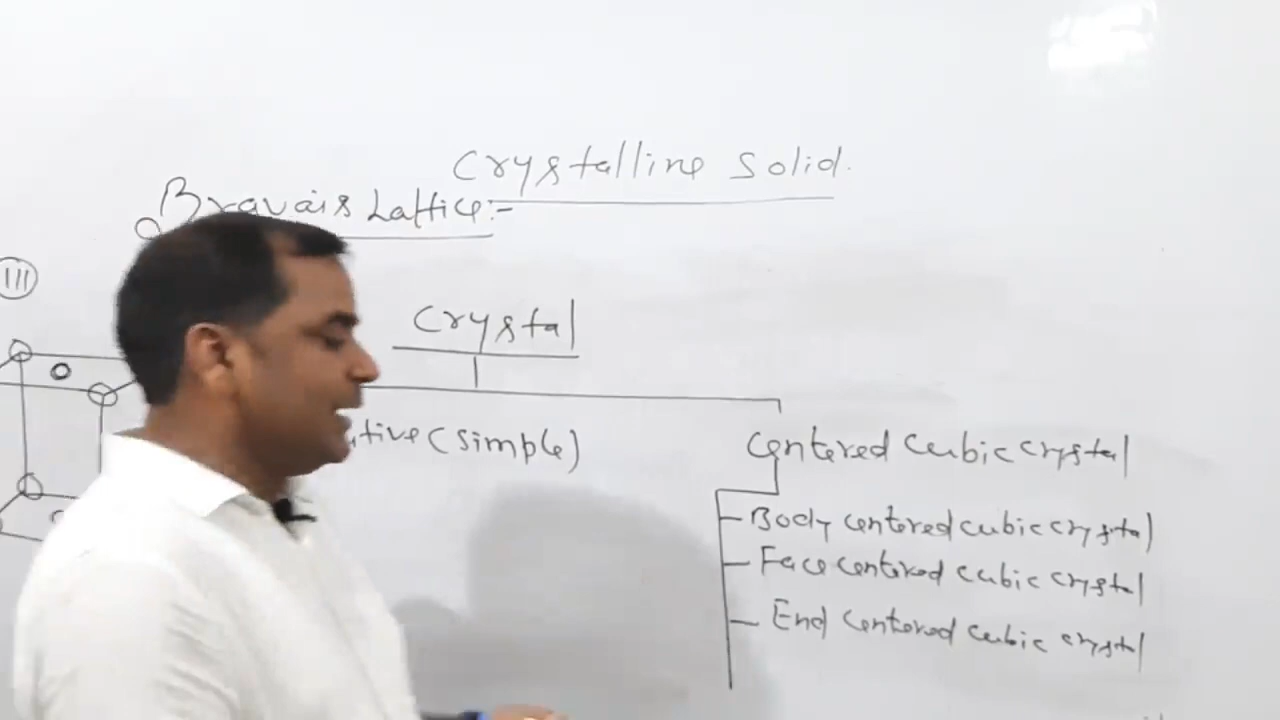 Crystalline Solid.
Bravais Lattice:-
III
Crystal
(Simple)
Centered Cubic crystal
Body centered cubic crystal
Face centered cubic crystal
End Centered cubic crystal